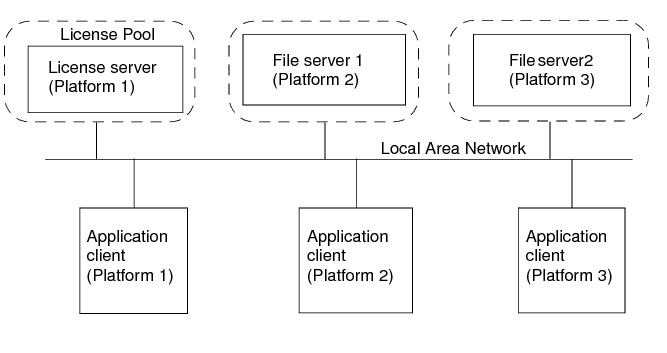 License Pool
License server
(Platform 1)
File server 1
(Platform 2)
File server2
(Platform 3)
Local Area Network
Application
client
(Platform 1)
Application
client
(Platform 2)
Application
client
(Platform 3)